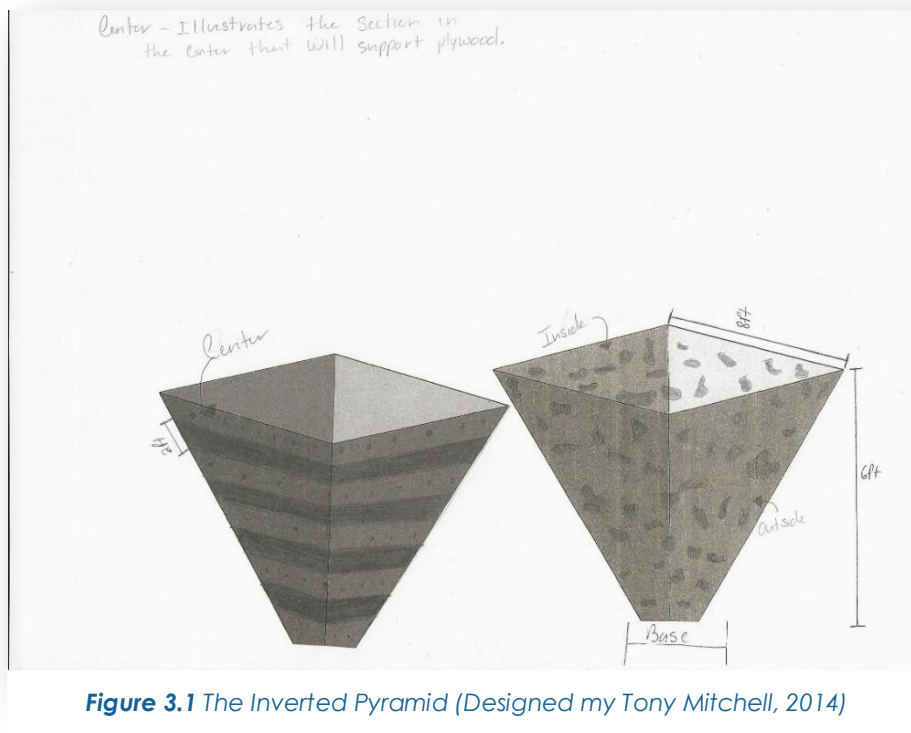 Center - Illustrates the Section in
the Center that Will support plywood.
Center
2ft
Inside
8ft
6ft
Outside
Base
Figure 3.1 The Inverted Pyramid (Designed my Tony Mitchell, 2014)